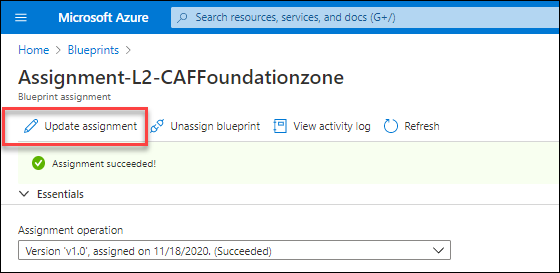 Microsoft Azure
Search resources, services, and docs (G+/)
Home > Blueprints >
Assignment-L2-CAFFoundationzone
Blueprint assignment
Update assignment Unassign blueprint View activity log Refresh
Assignment succeeded!
Essentials
Assignment operation
Version 'v1.0', assigned on 11/18/2020. (Succeeded)